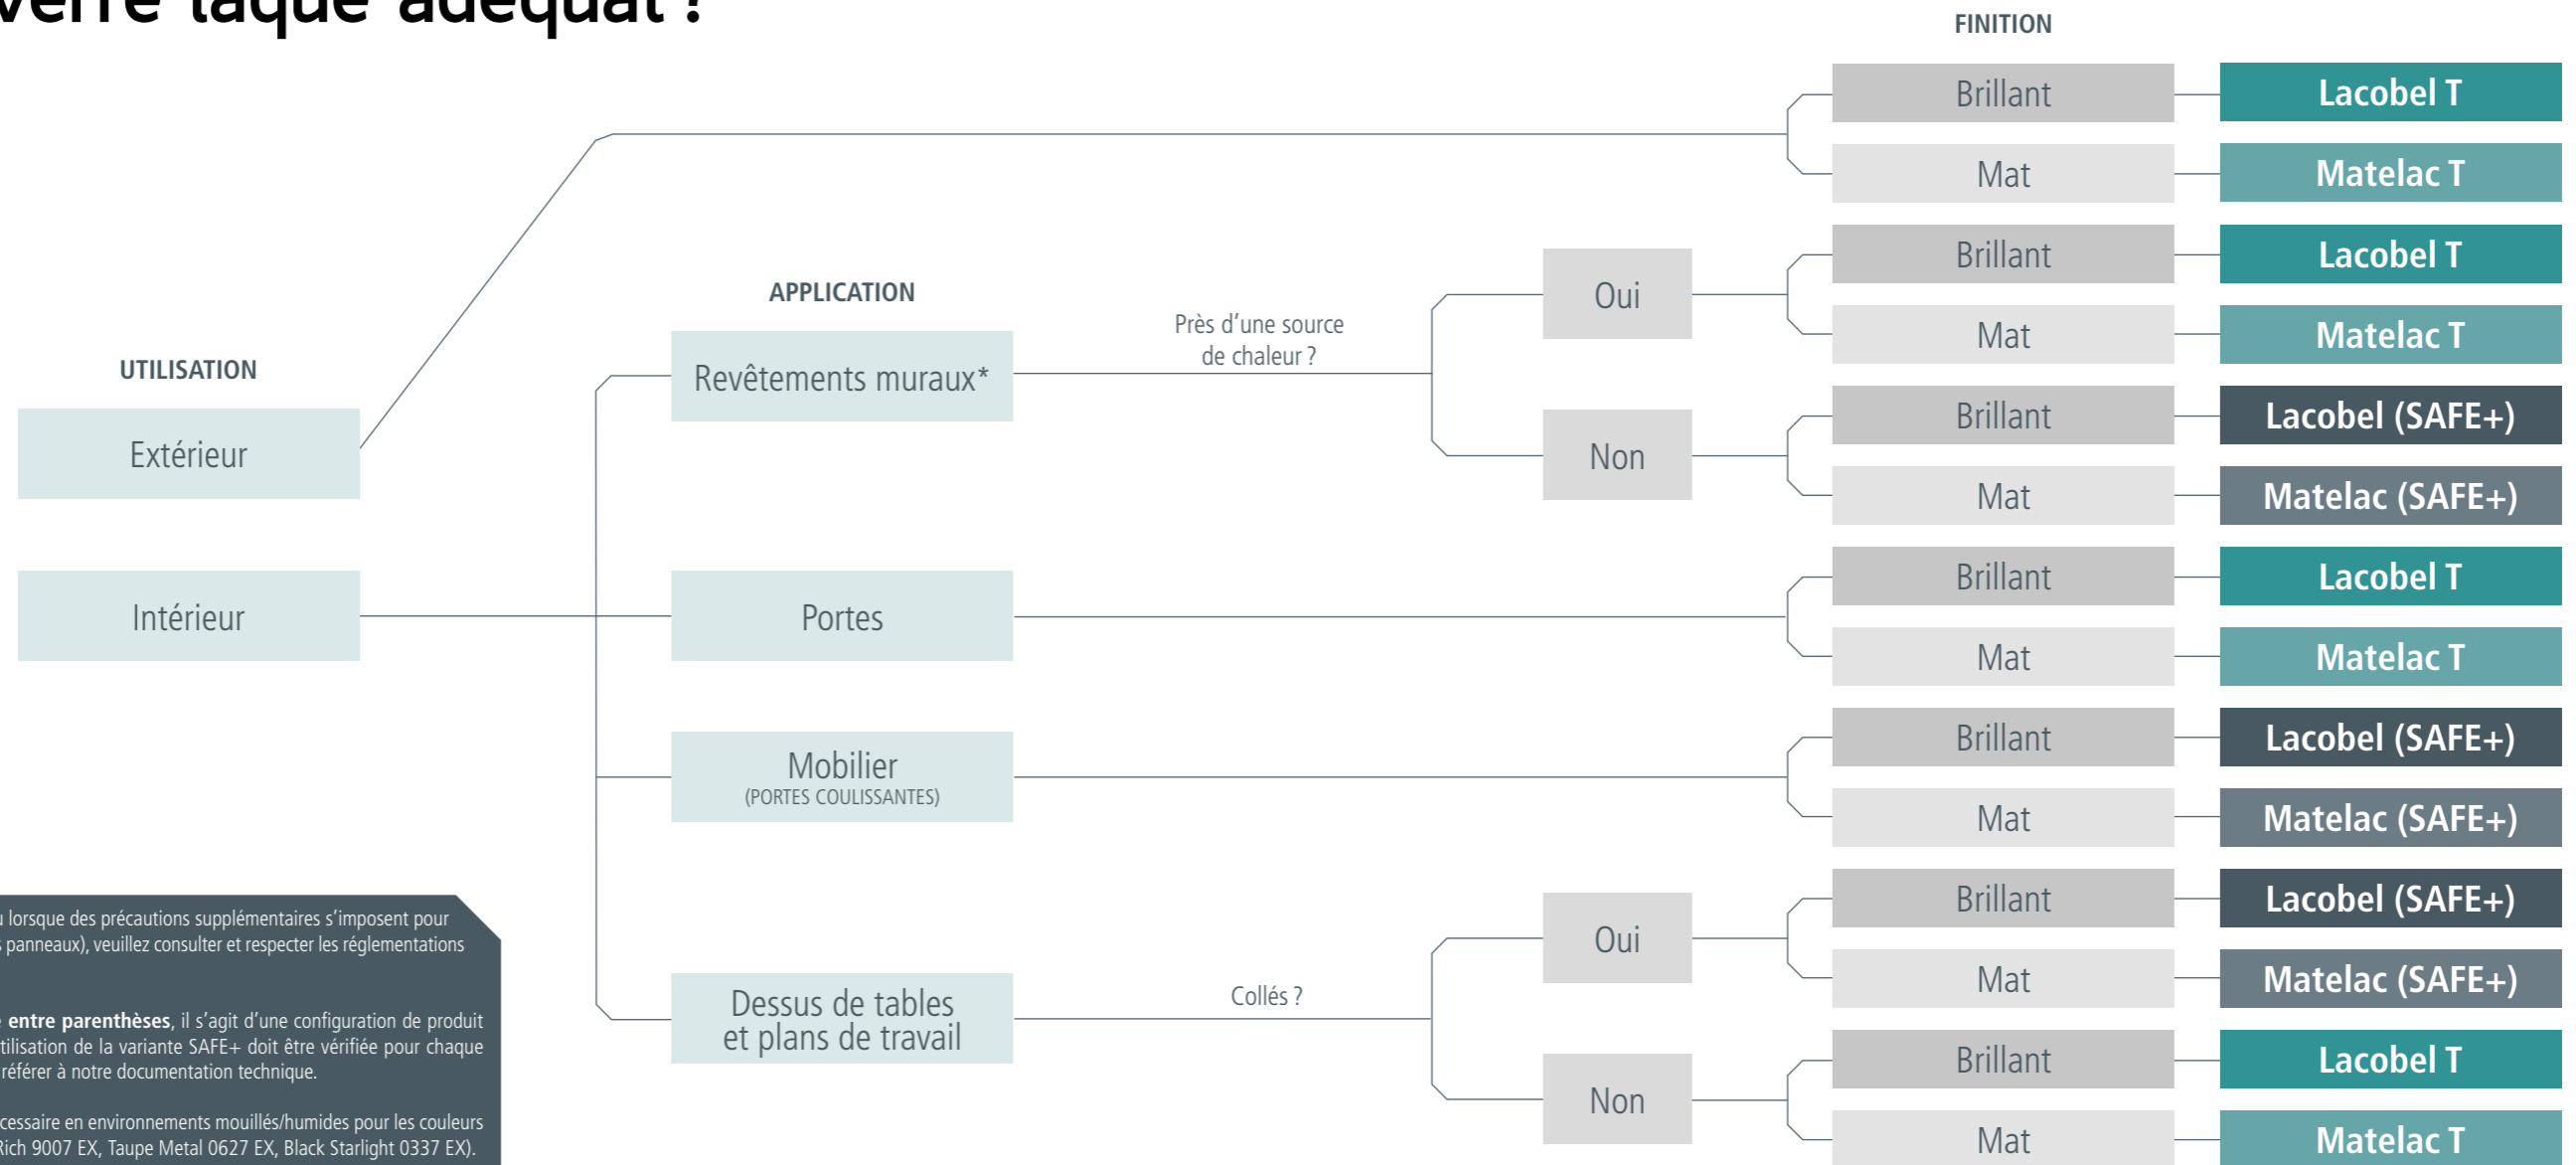 verre laqué adéquat ?
FINITION
Brillant
Lacobel T
Mat
Matelac T
Brillant
Lacobel T
Oui
APPLICATION
Près d’une source
de chaleur ?
Mat
Matelac T
UTILISATION
Revêtements muraux*
Brillant
Lacobel (SAFE+)
Extérieur
Non
Mat
Matelac (SAFE+)
Brillant
Lacobel T
Intérieur
Portes
Mat
Matelac T
Brillant
Lacobel (SAFE+)
Mobilier
(PORTES COULISSANTES)
Mat
Matelac (SAFE+)
Brillant
Lacobel (SAFE+)
Oui
Mat
Matelac (SAFE+)
Dessus de tables
et plans de travail
Collés ?
Brillant
Lacobel T
Non
Mat
Matelac T
lorsque des précautions supplémentaires s’imposent pour
panneaux), veuillez consulter et respecter les réglementations
entre parenthèses, il s’agit d’une configuration de produit
utilisation de la variante SAFE+ doit être vérifiée pour chaque
référer à notre documentation technique.
cessaire en environnements mouillés/humides pour les couleurs
Rich 9007 EX, Taupe Metal 0627 EX, Black Starlight 0337 EX).